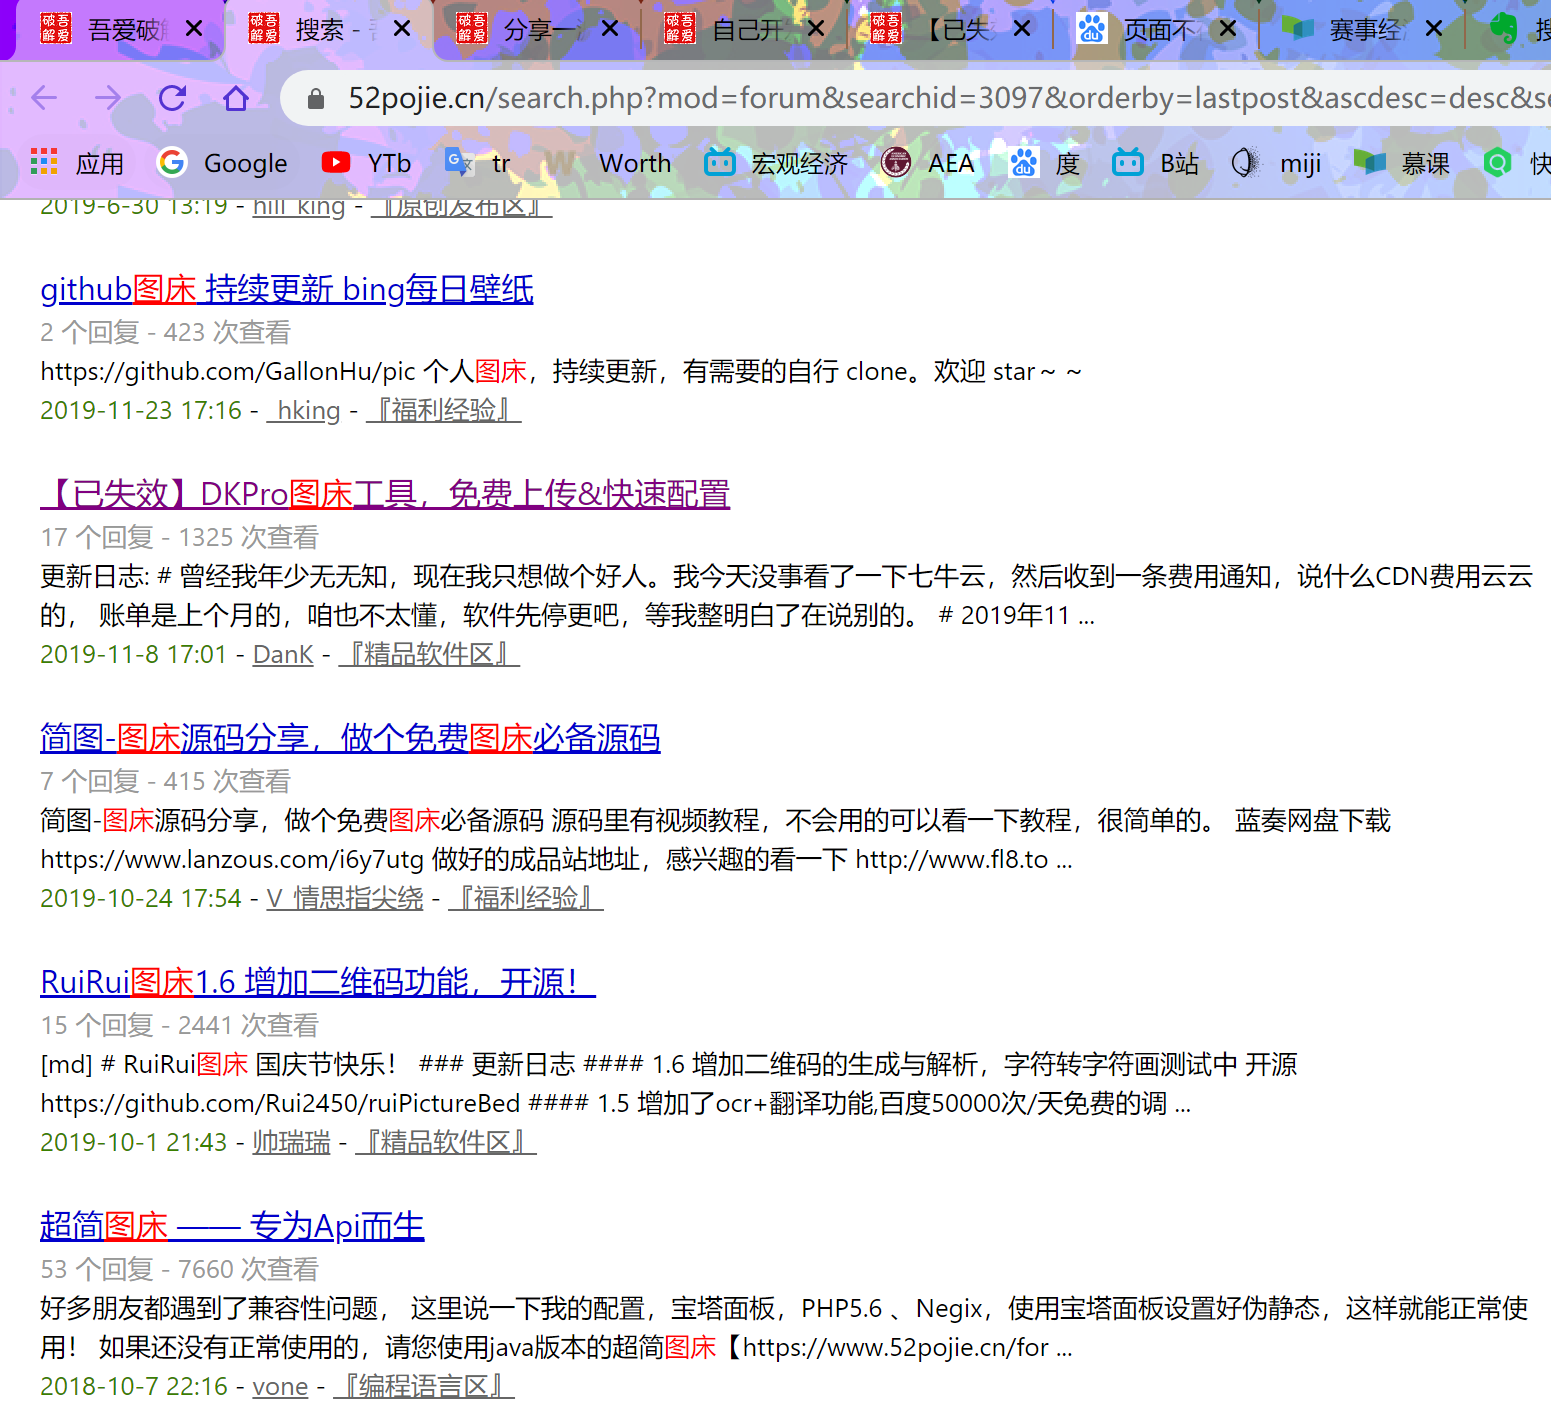 吾爱破解 搜索 - 吾 分享一 自己开 【已失 页面不 赛事经济 搜
52pojie.cn/search.php?mod=forum&searchid=3097&orderby=lastpost&ascdesc=desc&se
应用 Google YTb tr Worth 宏观经济 AEA 度 B站 miji 慕课 快
2019-6-30 13:19 - hill_king - 『原创发布区』
github图床 持续更新 bing每日壁纸
2 个回复 - 423 次查看
https://github.com/GallonHu/pic 个人图床，持续更新，有需要的自行 clone。欢迎 star～～
2019-11-23 17:16 - _hking - 『福利经验』
【已失效】DKPro图床工具，免费上传&快速配置
17 个回复 - 1325 次查看
更新日志: # 曾经我年少无无知，现在我只想做个好人。我今天没事看了一下七牛云，然后收到一条费用通知，说什么CDN费用云云
的， 账单是上个月的，咱也不太懂，软件先停更吧，等我整明白了在说别的。 # 2019年11 ...
2019-11-8 17:01 - DanK - 『精品软件区』
简图-图床源码分享，做个免费图床必备源码
7 个回复 - 415 次查看
简图-图床源码分享，做个免费图床必备源码 源码里有视频教程，不会用的可以看一下教程，很简单的。 蓝奏网盘下载
https://www.lanzous.com/i6y7utg 做好的成品站地址，感兴趣的看一下 http://www.fl8.to ...
2019-10-24 17:54 - V_情思指尖绕 - 『福利经验』
RuiRui图床1.6 增加二维码功能，开源！
15 个回复 - 2441 次查看
[md] # RuiRui图床 国庆节快乐！ ### 更新日志 #### 1.6 增加二维码的生成与解析，字符转字符画测试中 开源
https://github.com/Rui2450/ruiPictureBed #### 1.5 增加了ocr+翻译功能,百度50000次/天免费的调 ...
2019-10-1 21:43 - 帅瑞瑞 - 『精品软件区』
超简图床 —— 专为Api而生
53 个回复 - 7660 次查看
好多朋友都遇到了兼容性问题， 这里说一下我的配置，宝塔面板，PHP5.6 、Negix，使用宝塔面板设置好伪静态，这样就能正常使
用！ 如果还没有正常使用的，请您使用java版本的超简图床【https://www.52pojie.cn/for ...
2018-10-7 22:16 - vone - 『编程语言区』